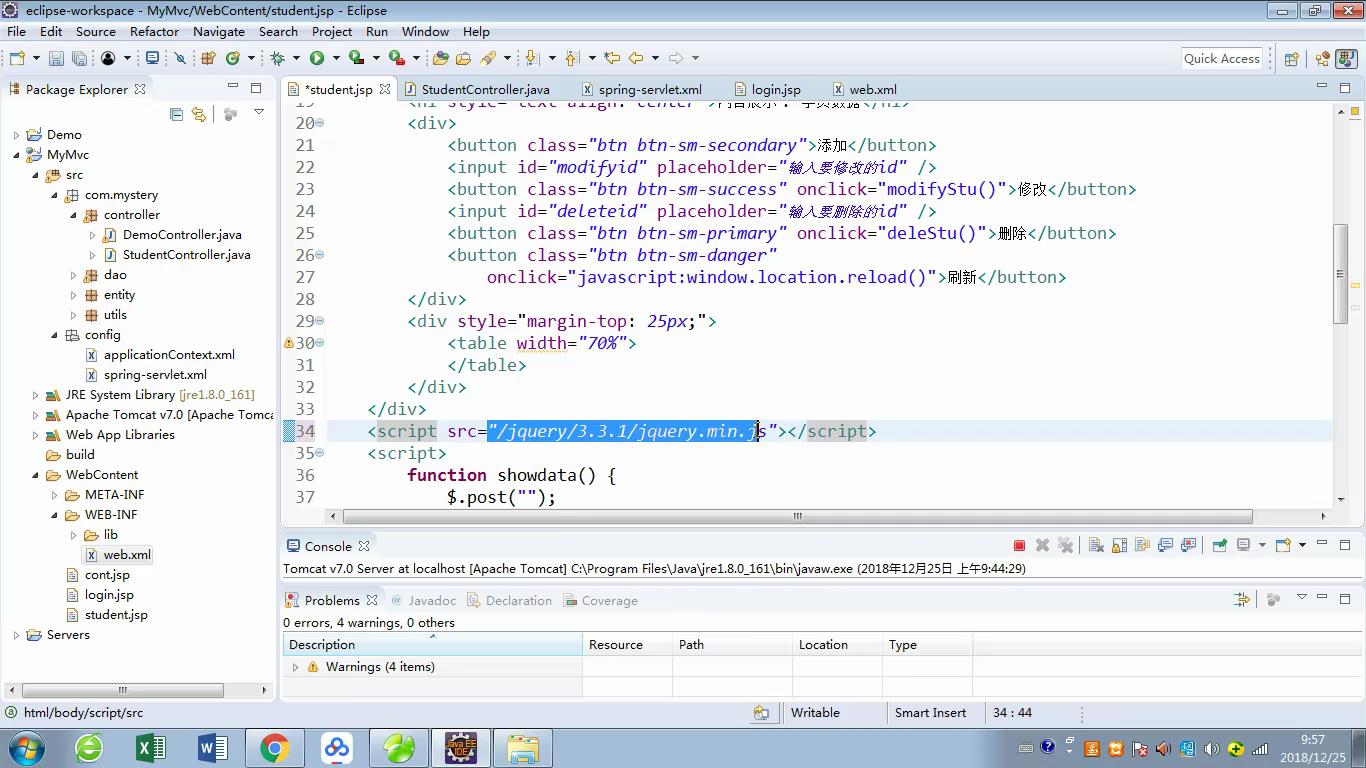 eclipse-workspace - MyMvc/WebContent/student.jsp - Eclipse
File Edit Source Refactor Navigate Search Project Run Window Help
Quick Access
Package Explorer
*student.jsp StudentController.java spring-servlet.xml login.jsp web.xml
Demo
MyMvc
src
com.mystery
controller
DemoController.java
StudentController.java
dao
entity
utils
config
applicationContext.xml
spring-servlet.xml
JRE System Library [jre1.8.0_161]
Apache Tomcat v7.0 [Apache Tomca
Web App Libraries
build
WebContent
META-INF
WEB-INF
lib
web.xml
cont.jsp
login.jsp
student.jsp
Servers
20 <div>
21 <button class="btn btn-sm-secondary">添加</button>
22 <input id="modifyid" placeholder="输入要修改的id" />
23 <button class="btn btn-sm-success" onclick="modifyStu()">修改</button>
24 <input id="deleteid" placeholder="输入要删除的id" />
25 <button class="btn btn-sm-primary" onclick="deleStu()">删除</button>
26 <button class="btn btn-sm-danger"
27 onclick="javascript:window.location.reload()">刷新</button>
28 </div>
29 <div style="margin-top: 25px;">
30 <table width="70%">
31 </table>
32 </div>
33 </div>
34 <script src="/jquery/3.3.1/jquery.min.js"></script>
35 <script>
36 function showdata() {
37 $.post("");
Console
Tomcat v7.0 Server at localhost [Apache Tomcat] C:\Program Files\Java\jre1.8.0_161\bin\javaw.exe (2018年12月25日 上午9:44:29)
Problems @ Javadoc Declaration Coverage
0 errors, 4 warnings, 0 others
Description Resource Path Location Type
Warnings (4 items)
html/body/script/src Writable Smart Insert 34 : 44
Java EE
IDE
9:57
2018/12/25